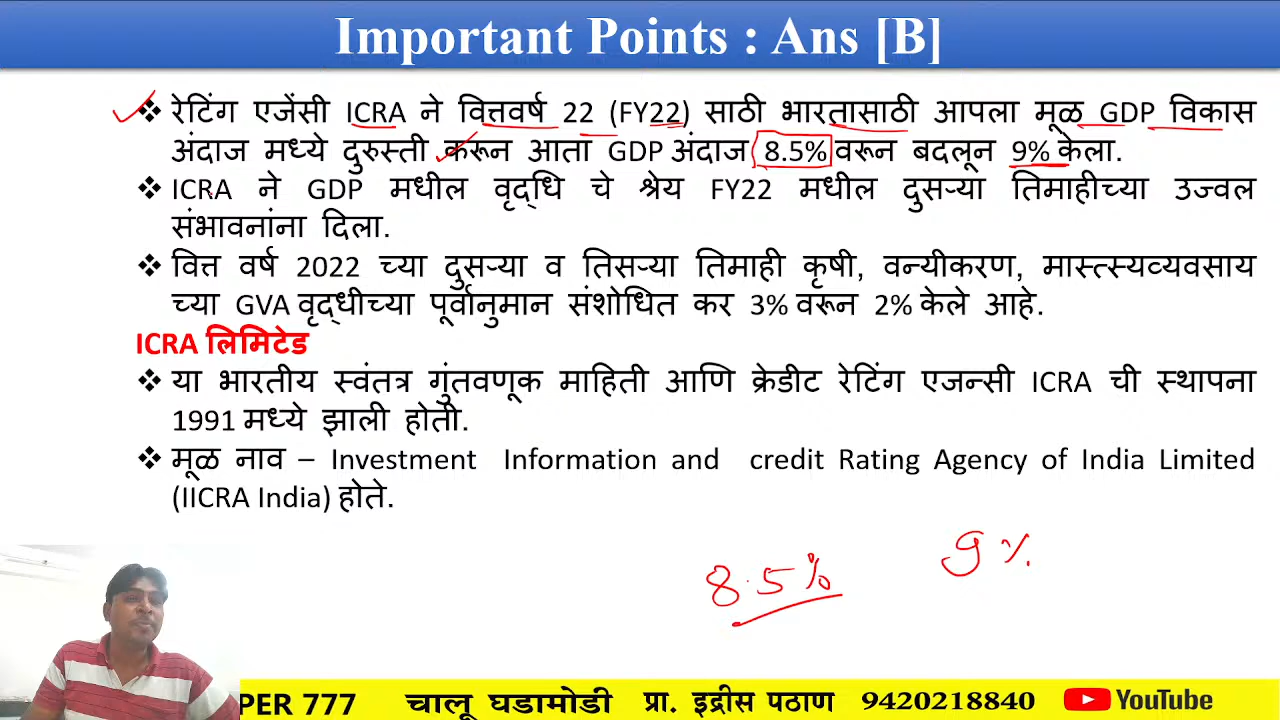 Important Points : Ans [B]
❖ रेटिंग एजेंसी ICRA ने वित्तवर्ष 22 (FY22) साठी भारतासाठी आपला मूळ GDP विकास
अंदाज मध्ये दुरुस्ती करून आता GDP अंदाज 8.5% वरून बदलून 9% केला.
❖ ICRA ने GDP मधील वृद्धि चे श्रेय FY22 मधील दुसऱ्या तिमाहीच्या उज्वल
संभावनांना दिला.
❖ वित्त वर्ष 2022 च्या दुसऱ्या व तिसऱ्या तिमाही कृषी, वन्यीकरण, मास्त्स्यव्यवसाय
च्या GVA वृद्धीच्या पूर्वानुमान संशोधित कर 3% वरून 2% केले आहे.
ICRA लिमिटेड
❖ या भारतीय स्वंतत्र गुंतवणूक माहिती आणि क्रेडीट रेटिंग एजन्सी ICRA ची स्थापना
1991 मध्ये झाली होती.
❖ मूळ नाव – Investment Information and credit Rating Agency of India Limited
(IICRA India) होते.
8.5% 9%
PER 777 चालू घडामोडी प्रा. इद्रीस पठाण 9420218840 YouTube